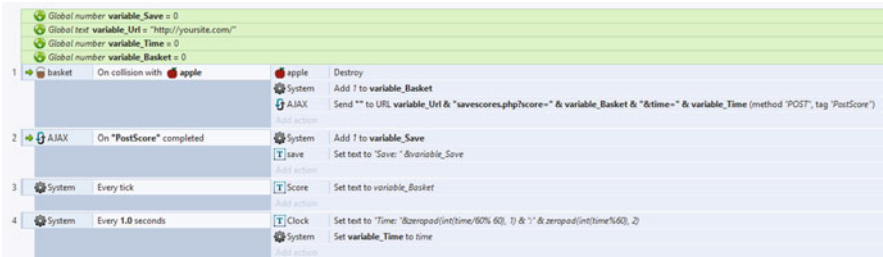 Global number variable_Save = 0
Global text variable_Url = "http://yoursite.com/"
Global number variable_Time = 0
Global number variable_Basket = 0
1 basket On collision with apple apple Destroy
System Add 1 to variable_Basket
AJAX Send "" to URL variable_Url & "savescores.php?score=" & variable_Basket & "&time=" & variable_Time (method "POST", tag "PostScore")
Add action
2 AJAX On "PostScore" completed System Add 1 to variable_Save
T save Set text to "Save: " &variable_Save
Add action
3 System Every tick T Score Set text to variable_Basket
Add action
4 System Every 1.0 seconds T Clock Set text to "Time: "&zeropad(int(time/60% 60), 1) & ":" & zeropad(int(time%60), 2)
System Set variable_Time to time
Add action